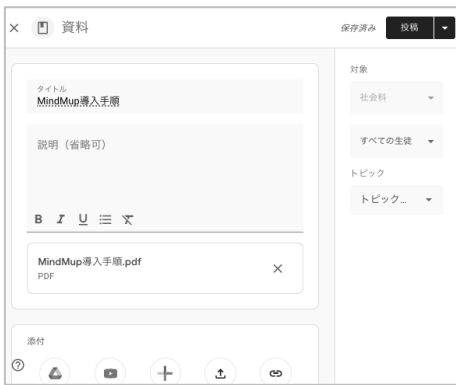 資料
保存済み
投稿
タイトル
MindMup導入手順
説明（省略可）
B I U
MindMup導入手順.pdf
PDF
添付
対象
社会科
すべての生徒
トピック
トピック...